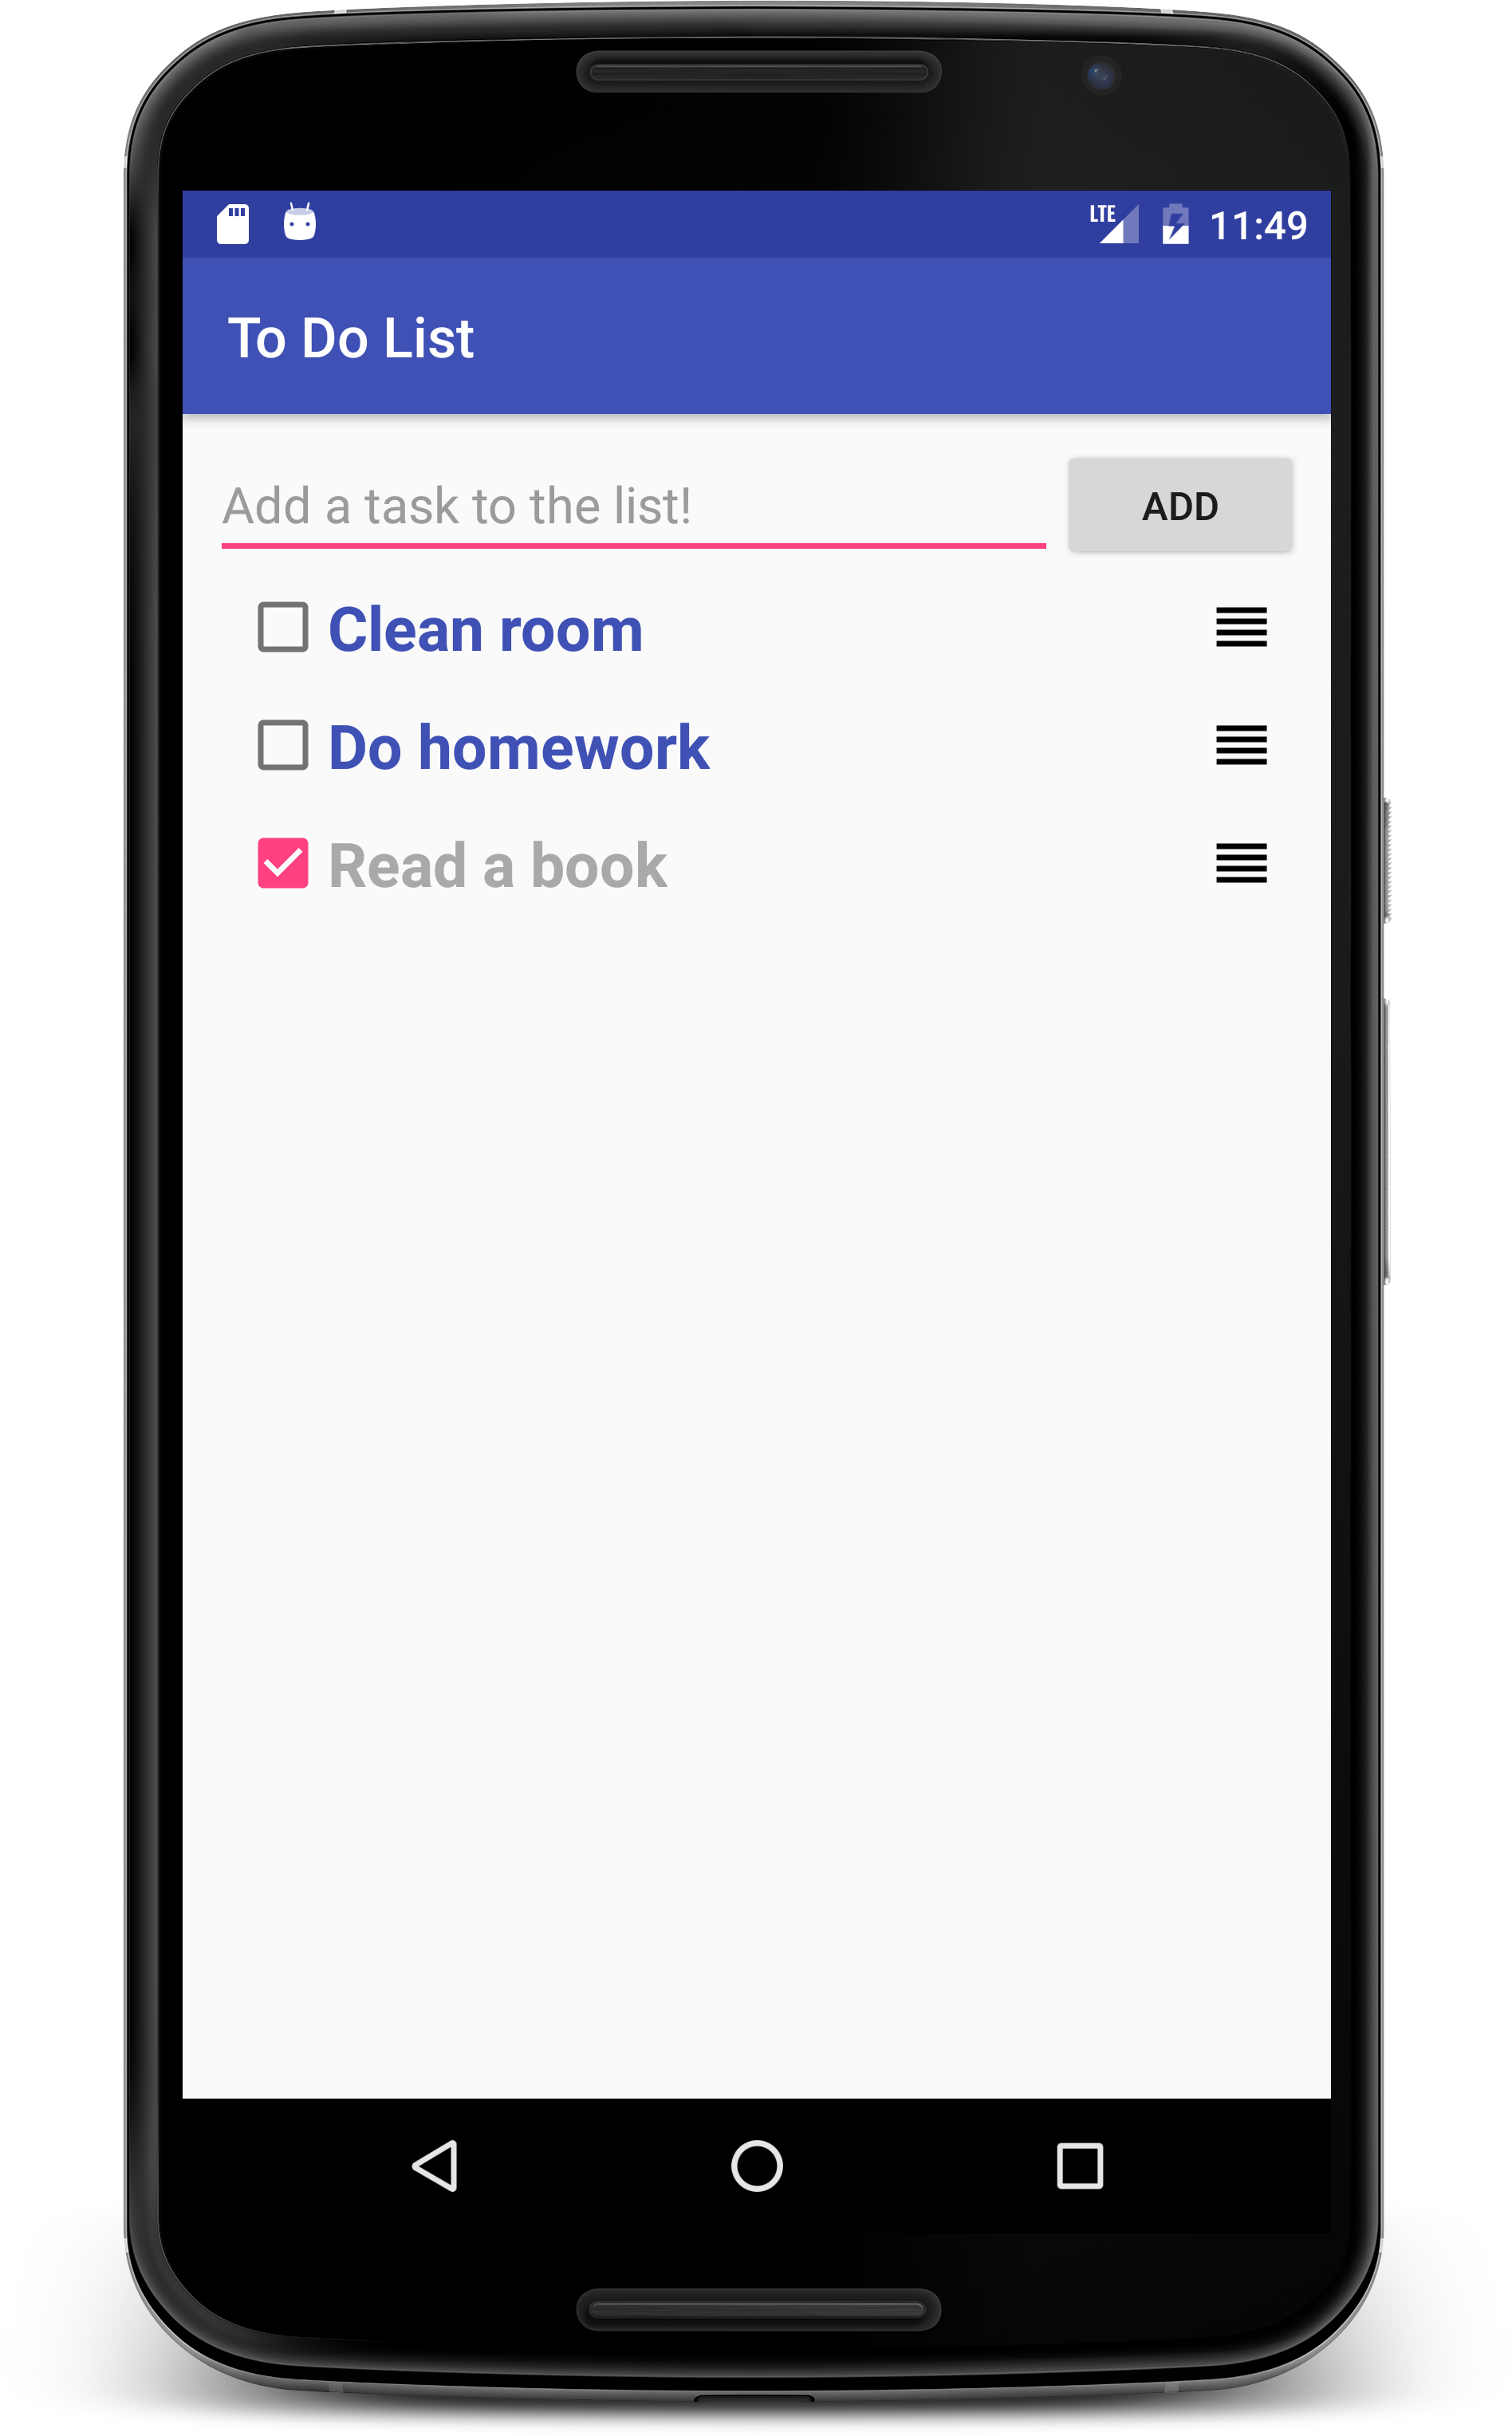 LTE 11:49
To Do List
Add a task to the list! ADD
Clean room
Do homework
Read a book